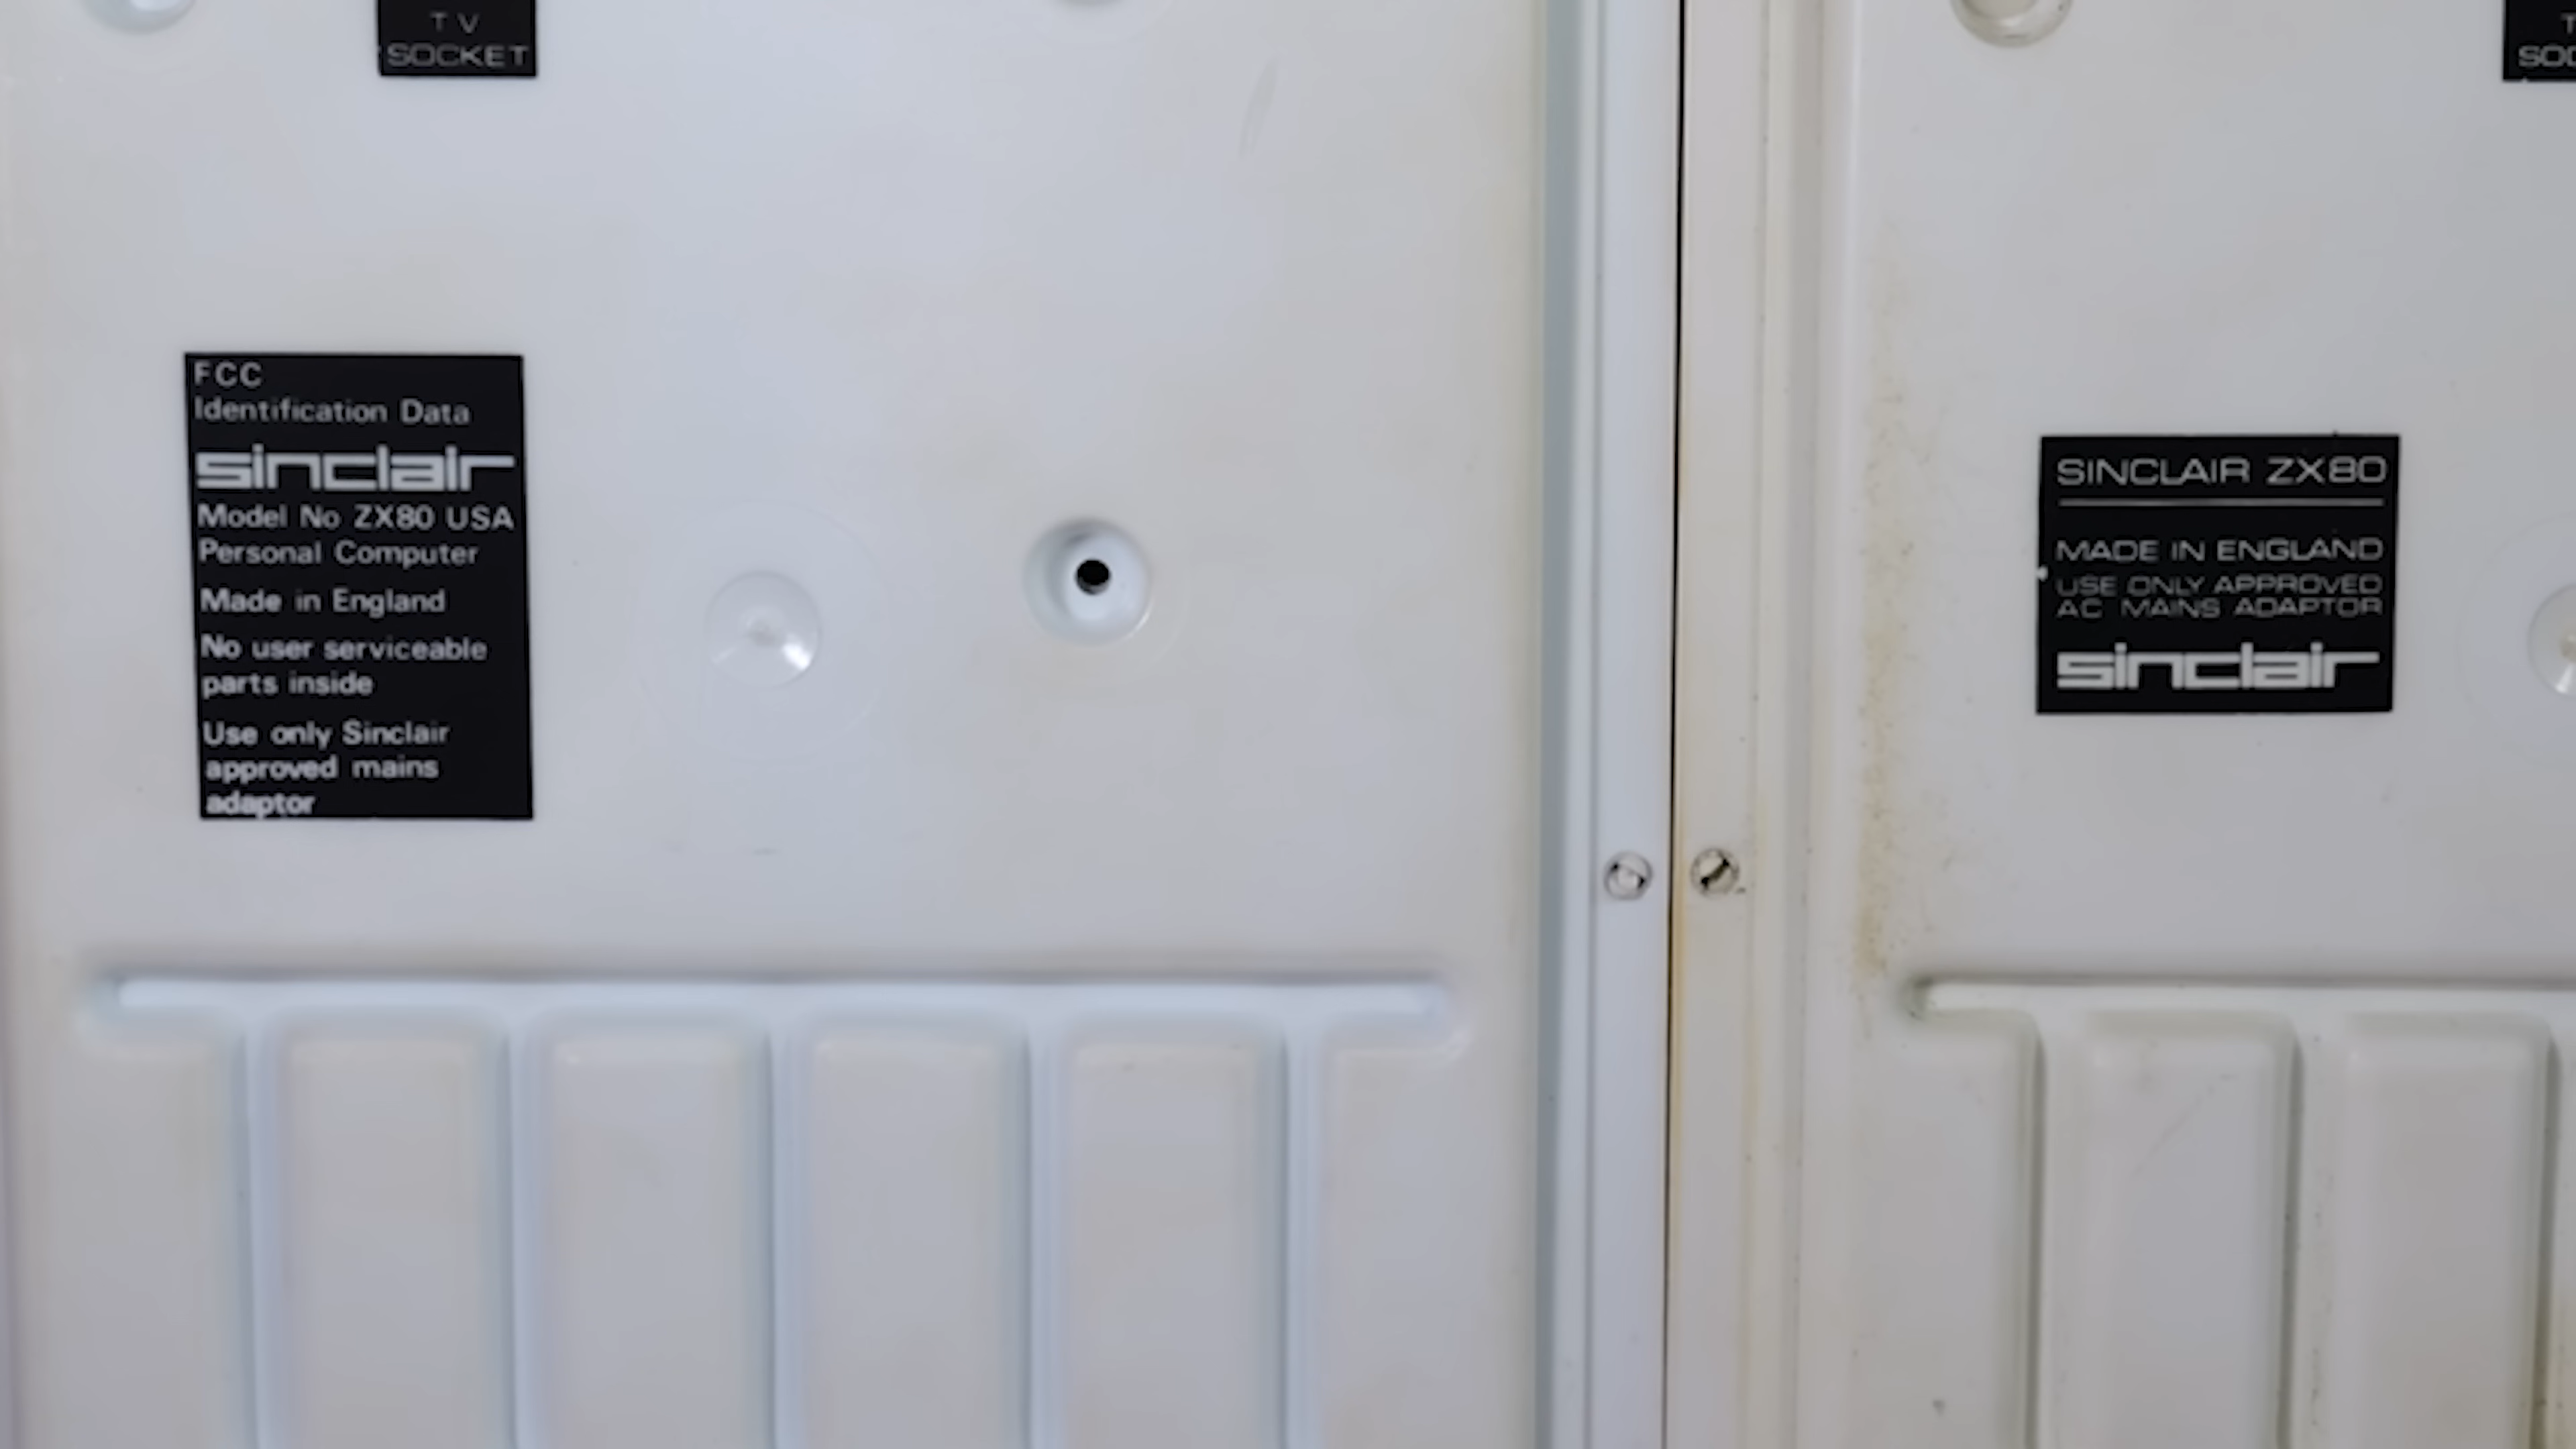 TV
SOCKET
FCC
Identification Data
sinclair
Model No ZX80 USA
Personal Computer
Made in England
No user serviceable
parts inside
Use only Sinclair
approved mains
adaptor
SINCLAIR ZX80
MADE IN ENGLAND
USE ONLY APPROVED
AC MAINS ADAPTOR
sinclair